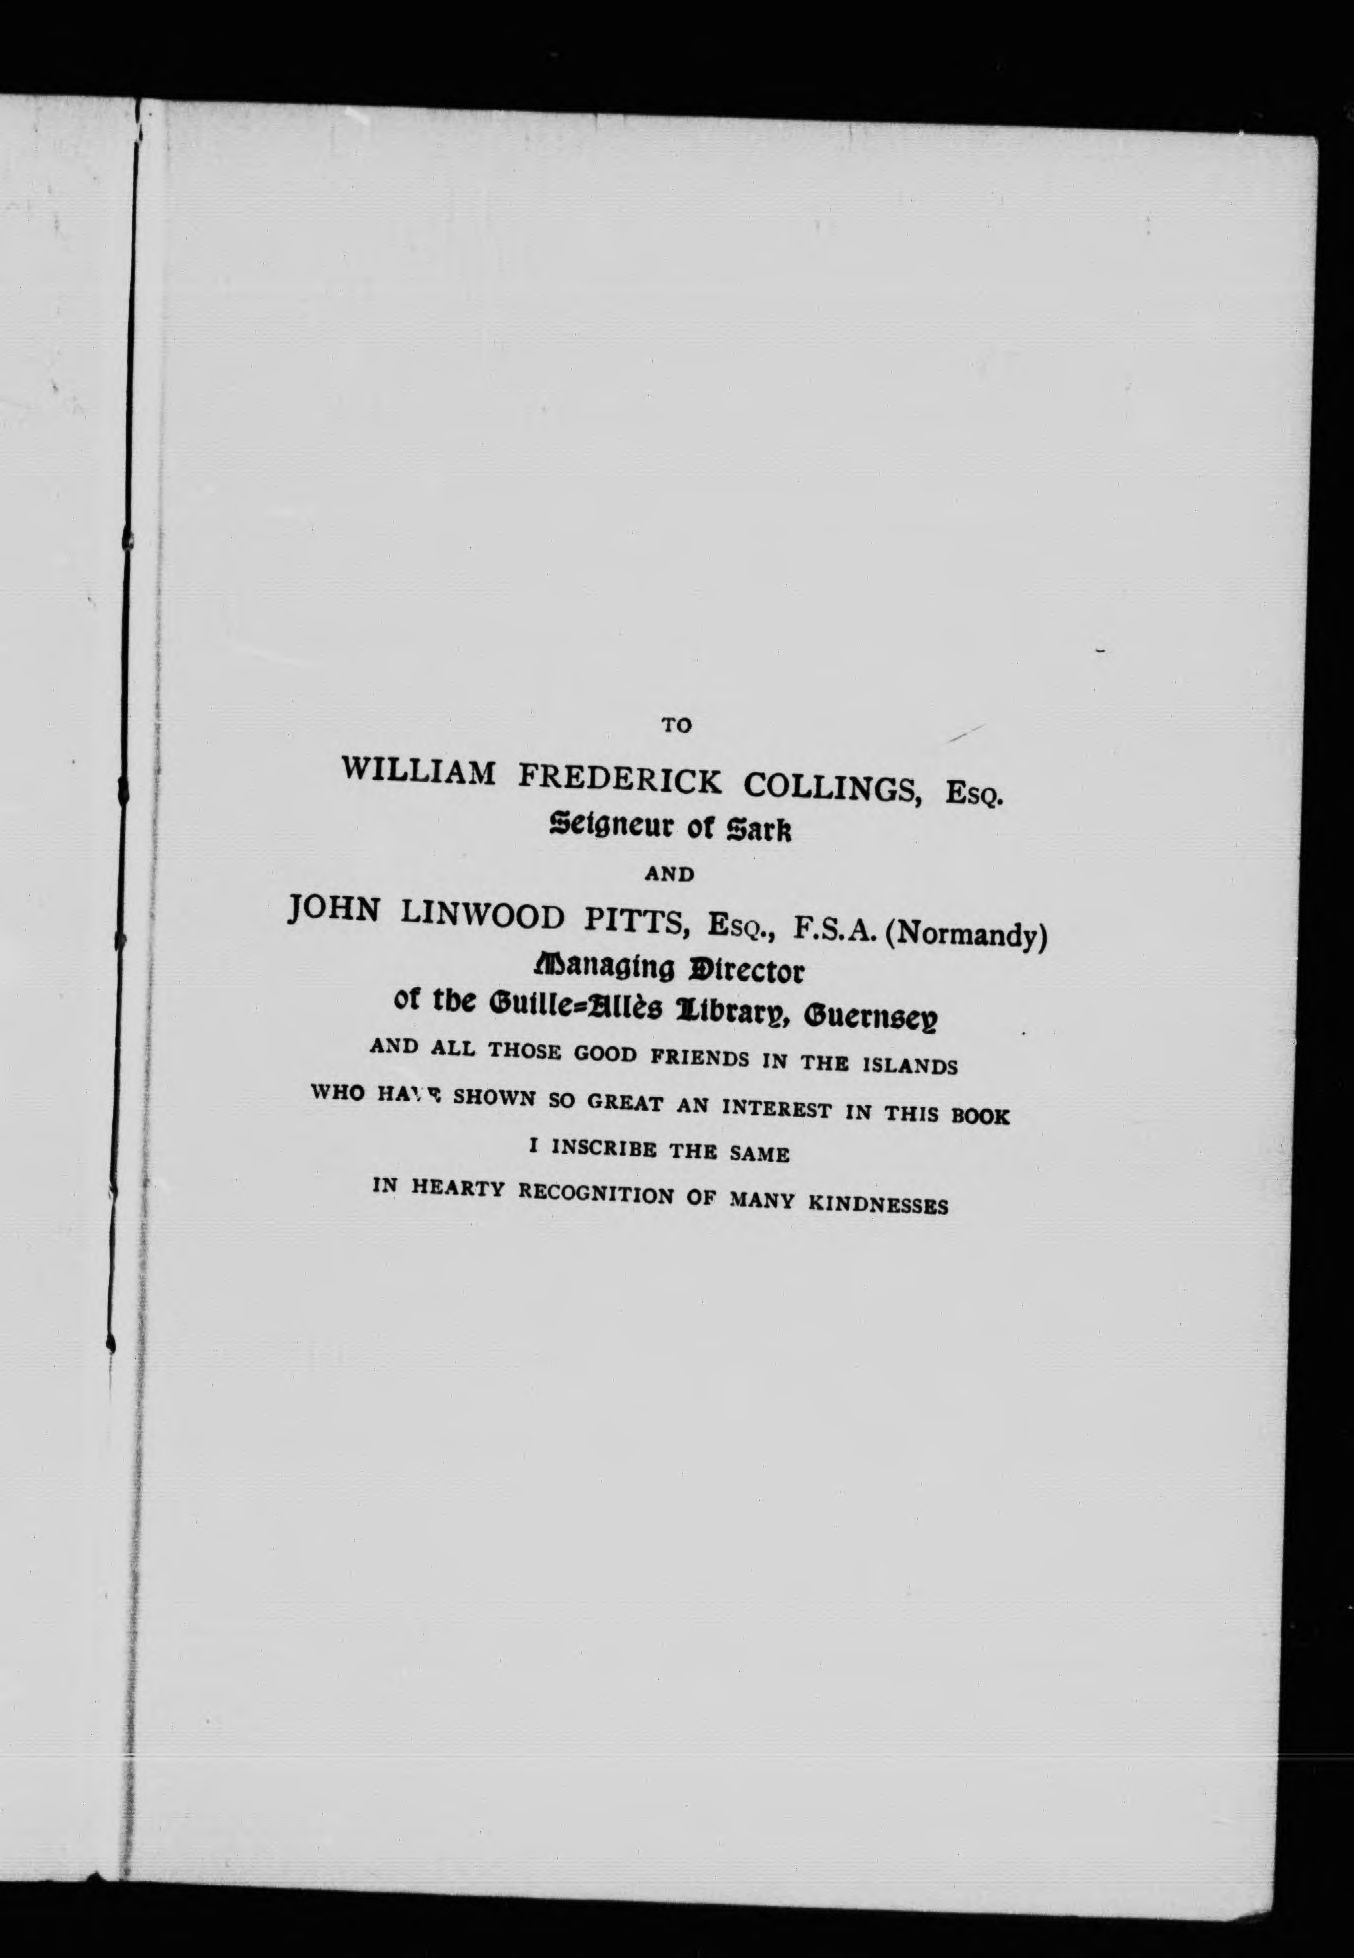 TO
WILLIAM FREDERICK COLLINGS, ESQ.
Seigneur of Sark
AND
JOHN LINWOOD PITTS, ESQ., F.S.A. (Normandy)
Managing Director
of the Guille=Allès Library, Guernsey
AND ALL THOSE GOOD FRIENDS IN THE ISLANDS
WHO HAVE SHOWN SO GREAT AN INTEREST IN THIS BOOK
I INSCRIBE THE SAME
IN HEARTY RECOGNITION OF MANY KINDNESSES